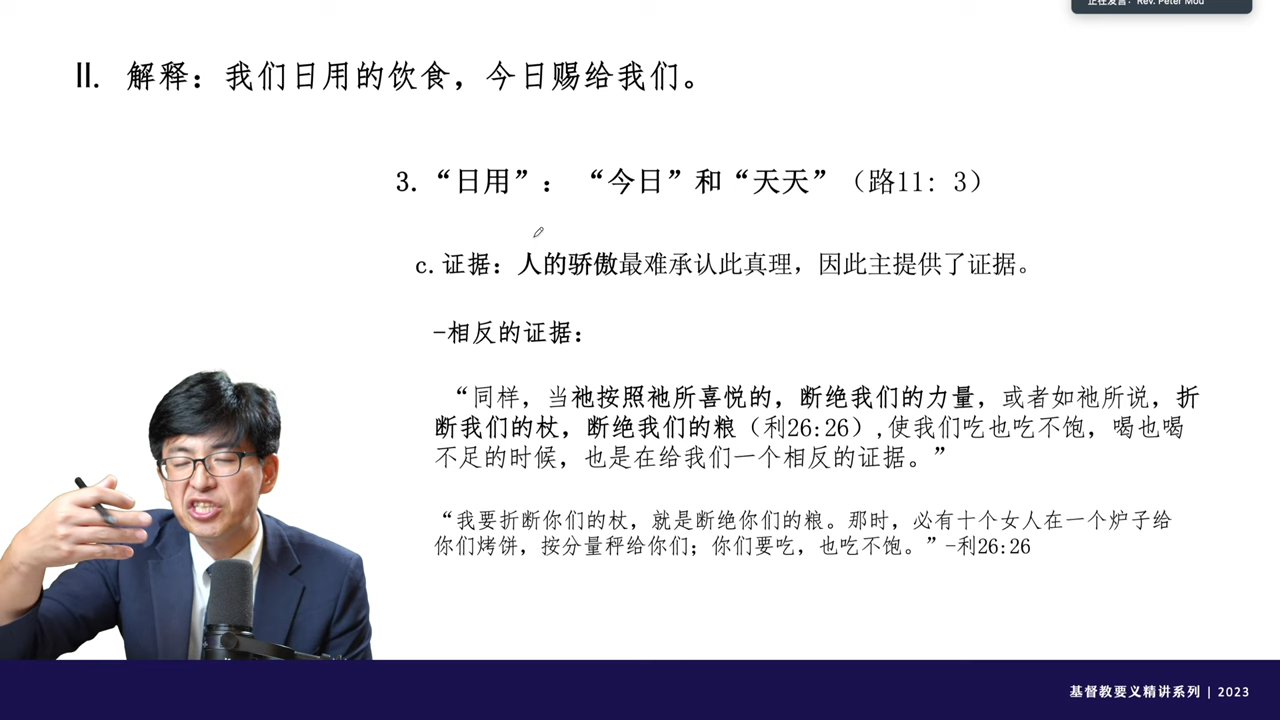 正在发言：Rev. Peter Mou
II. 解释：我们日用的饮食，今日赐给我们。
3.“日用”： “今日”和“天天”（路11: 3）
c.证据：人的骄傲最难承认此真理，因此主提供了证据。
-相反的证据：
“同样，当祂按照祂所喜悦的，断绝我们的力量，或者如祂所说，折
断我们的杖，断绝我们的粮（利26:26）,使我们吃也吃不饱，喝也喝
不足的时候，也是在给我们一个相反的证据。”
“我要折断你们的杖，就是断绝你们的粮。那时，必有十个女人在一个炉子给
你们烤饼，按分量秤给你们；你们要吃，也吃不饱。”-利26:26
基督教要义精讲系列 | 2023